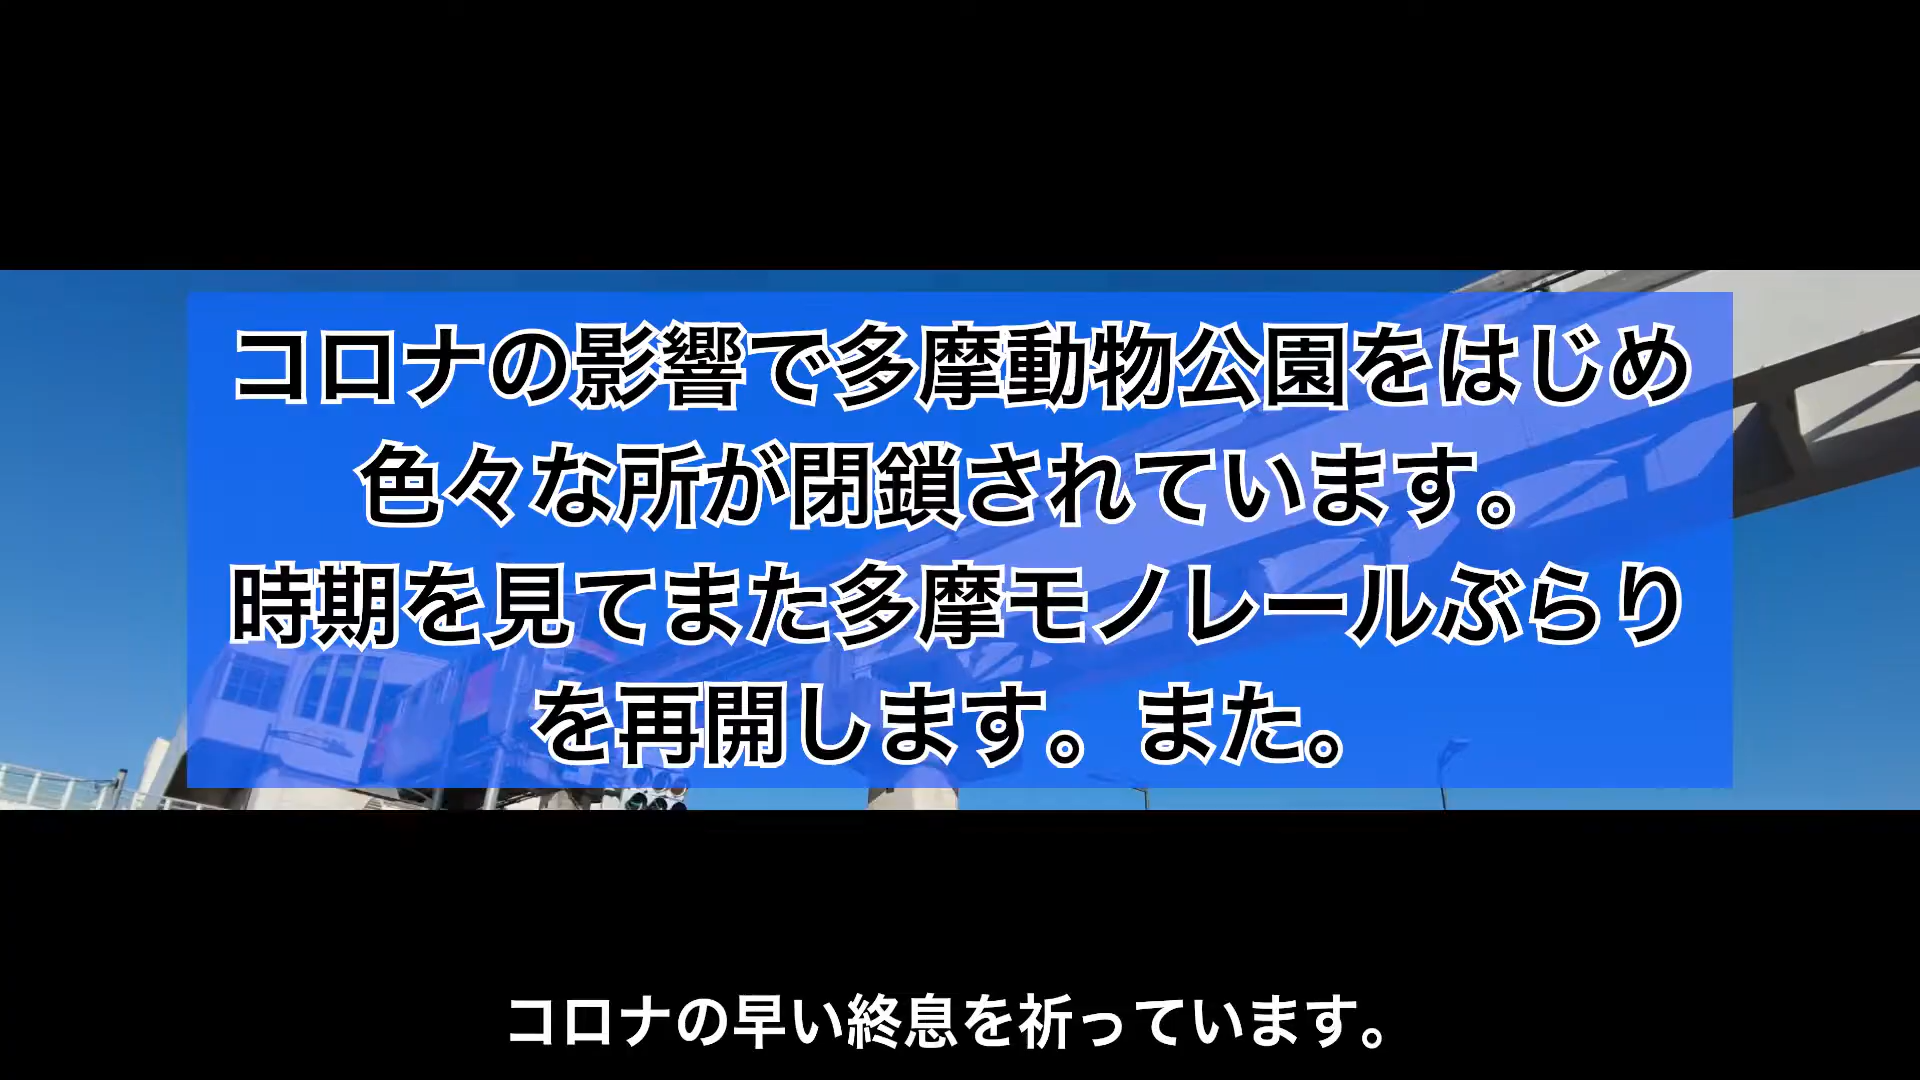 コロナの影響で多摩動物公園をはじめ
色々な所が閉鎖されています。
時期を見てまた多摩モノレールぶらり
を再開します。また。
コロナの早い終息を祈っています。